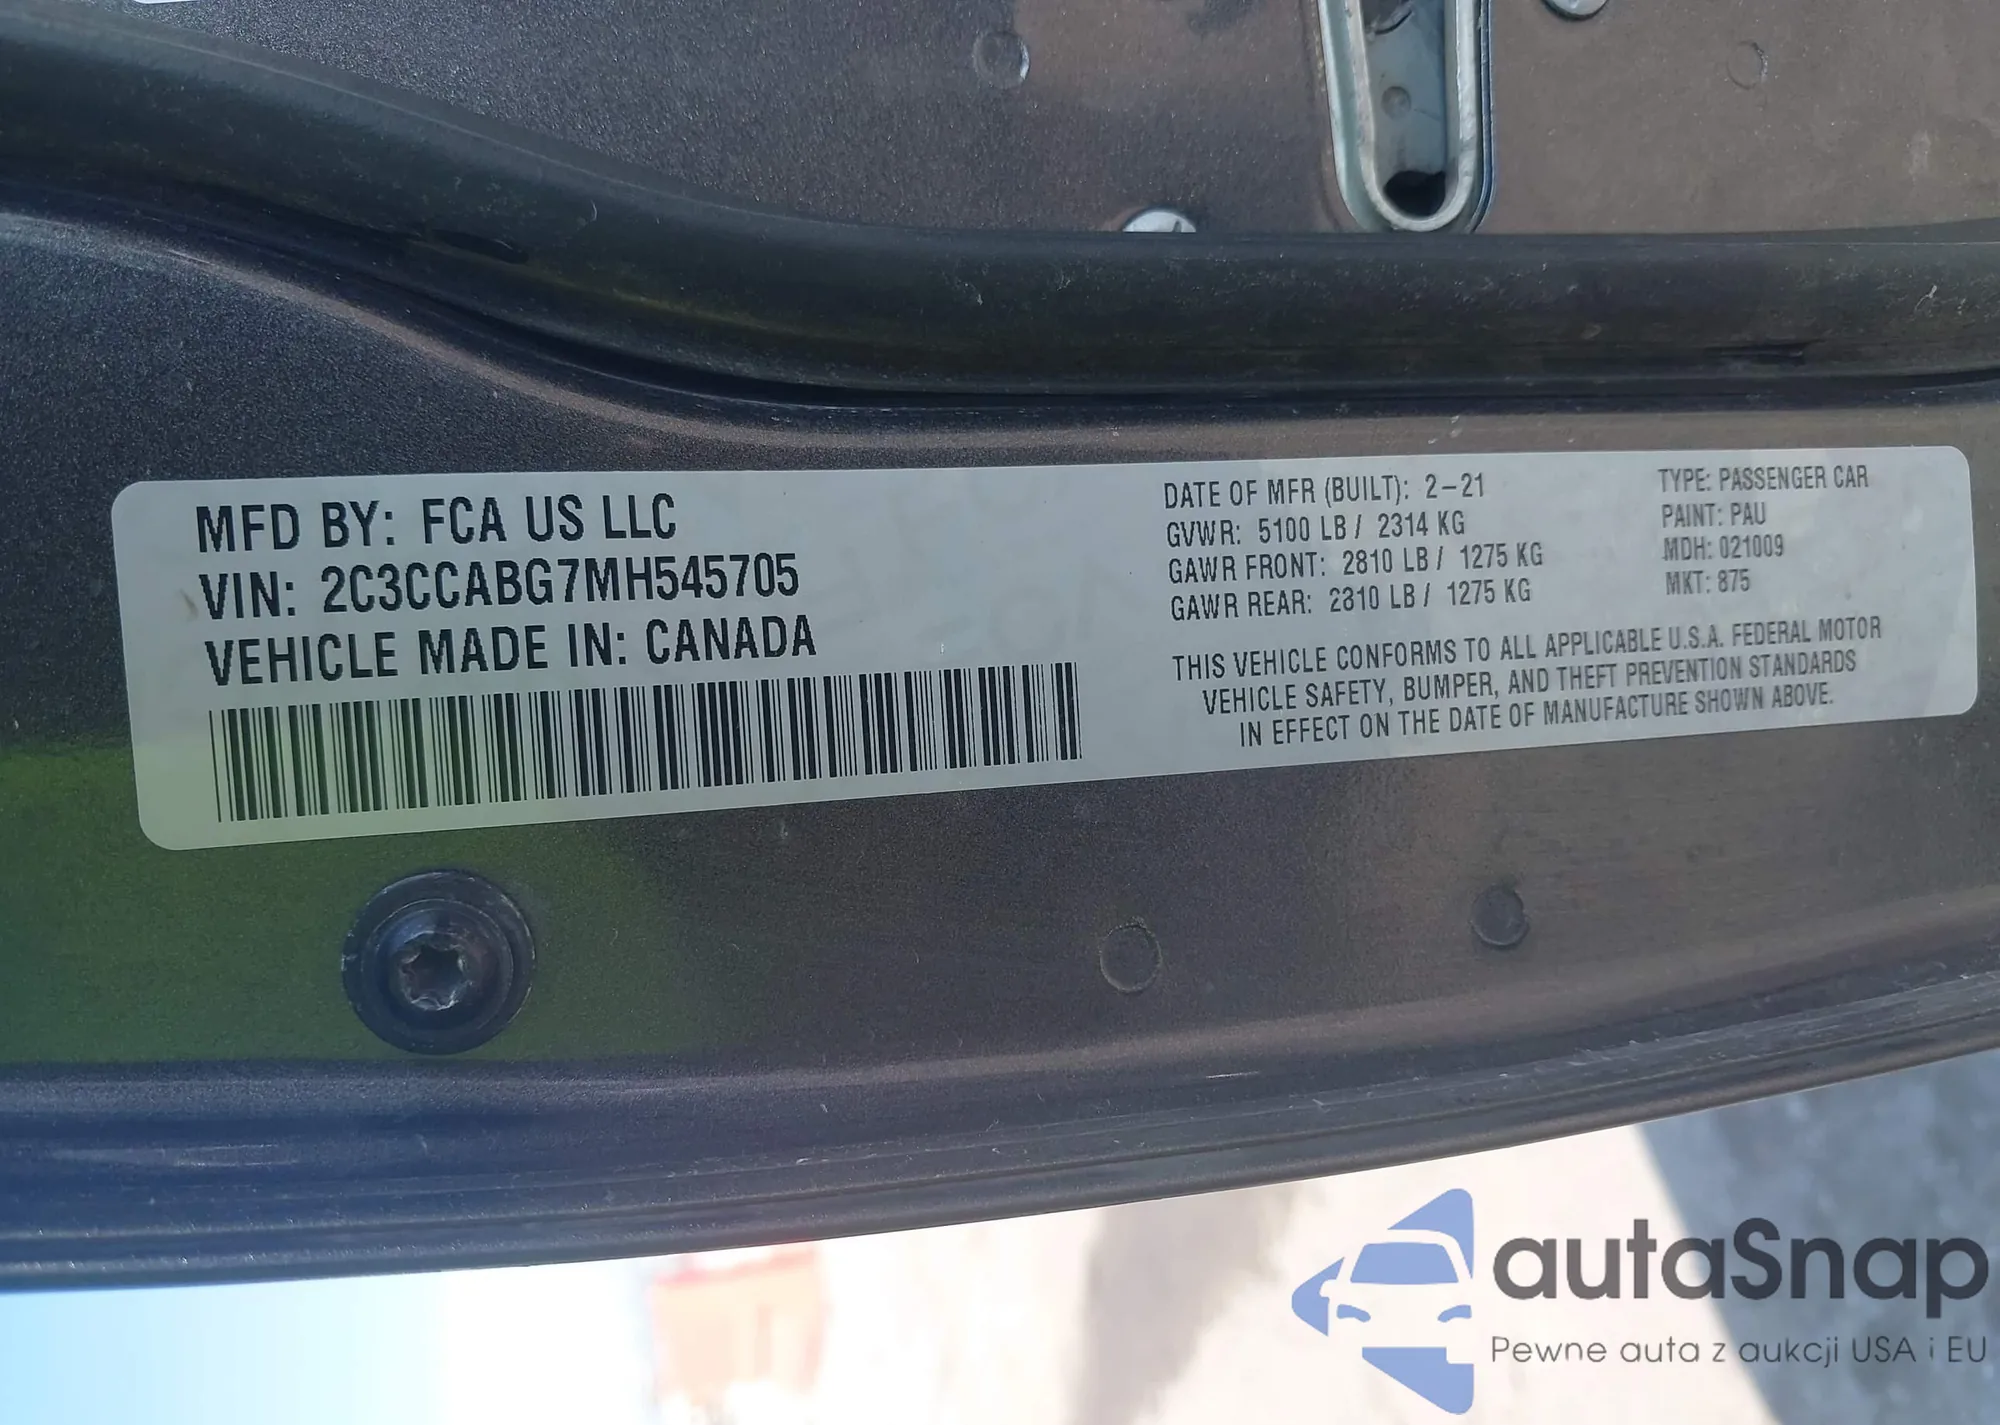 MFD BY: FCA US LLC
VIN: 2C3CCABG7MH545705
VEHICLE MADE IN: CANADA
DATE OF MFR (BUILT): 2-21
GVWR: 5100 LB / 2314 KG
GAWR FRONT: 2810 LB / 1275 KG
GAWR REAR: 2810 LB / 1275 KG
TYPE: PASSENGER CAR
PAINT: PAU
MDH: 021009
MKT: 875
THIS VEHICLE CONFORMS TO ALL APPLICABLE U.S.A. FEDERAL MOTOR
VEHICLE SAFETY, BUMPER, AND THEFT PREVENTION STANDARDS
IN EFFECT ON THE DATE OF MANUFACTURE SHOWN ABOVE.
autaSnap
Pewne auta z aukcji USA i EU